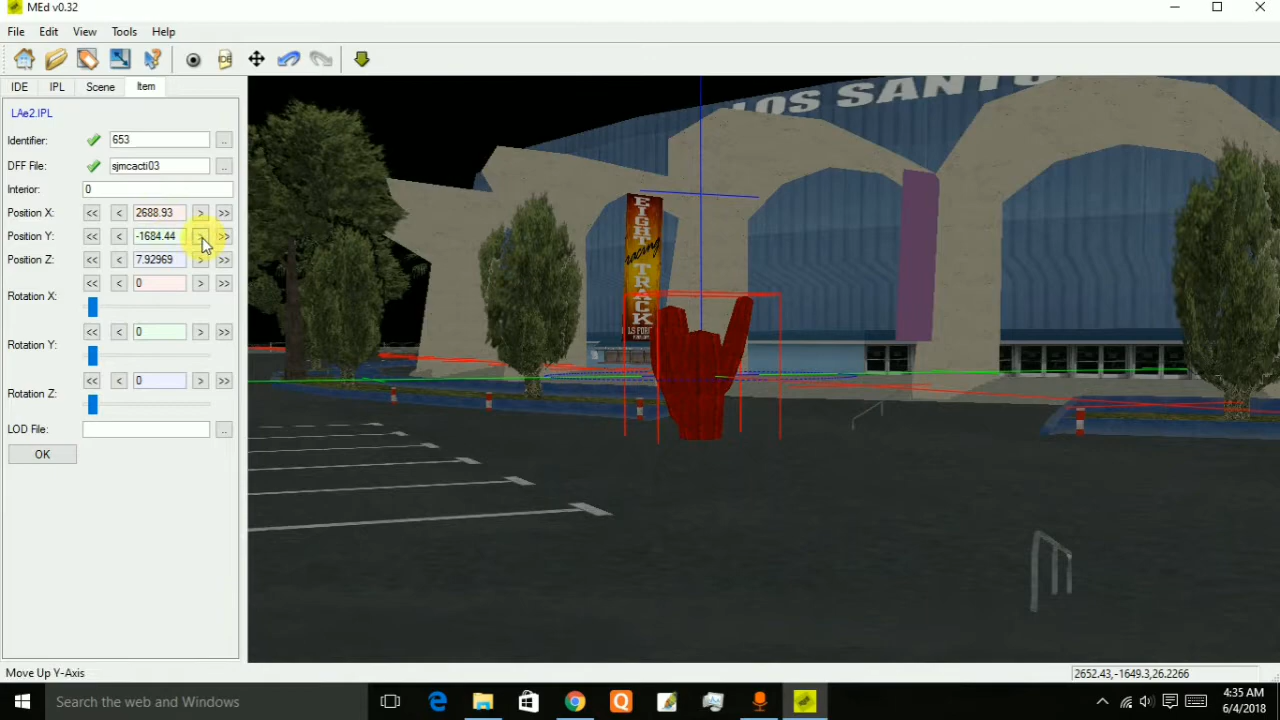 MEd v0.32
File Edit View Tools Help
IDE
IDE IPL Scene Item
LAe2.IPL
Identifier: 653 ..
DFF File: sjmcacti03 ..
Interior: 0
Position X: << < 2688.93 > >>
Position Y: << < -1684.44 > >>
Position Z: << < 7.92969 > >>
<< < 0 > >>
Rotation X:
<< < 0 > >>
Rotation Y:
<< < 0 > >>
Rotation Z:
LOD File: ..
OK
LOS SANTO
EIGHT
racing
TRACK
Move Up Y-Axis
2652.43,-1649.3,26.2266
Search the web and Windows
4:35 AM
6/4/2018